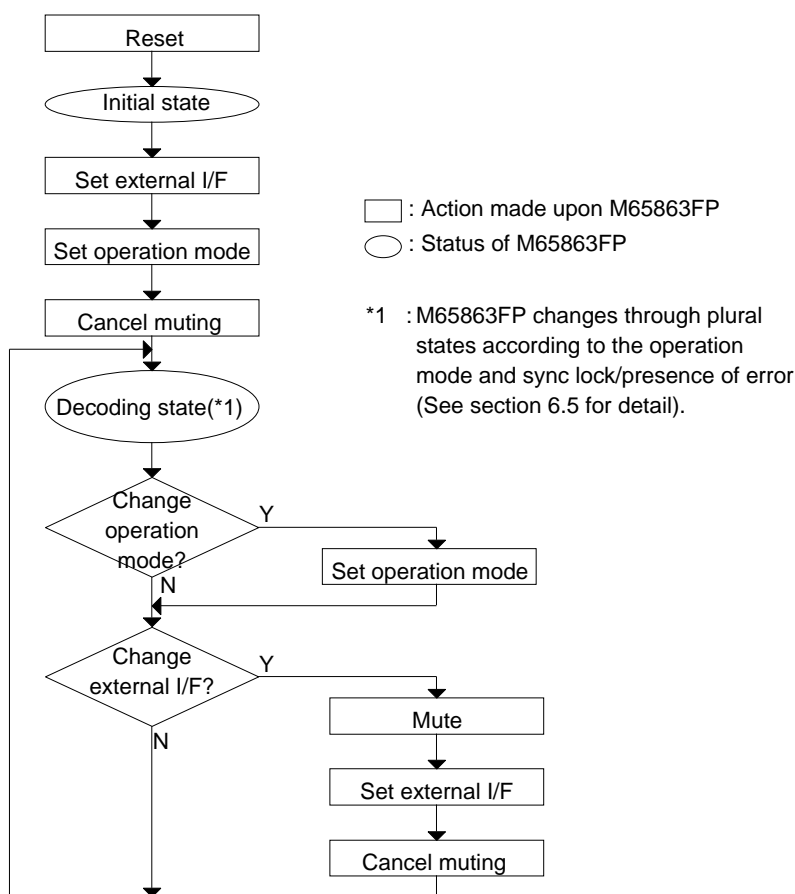 Reset
Initial state
Set external I/F
Set operation mode
Cancel muting
: Action made upon M65863FP
: Status of M65863FP
*1 : M65863FP changes through plural
states according to the operation
mode and sync lock/presence of error
(See section 6.5 for detail).
Decoding state(*1)
Change
operation
mode?
Y
N
Set operation mode
Change
external I/F?
Y
N
Mute
Set external I/F
Cancel muting